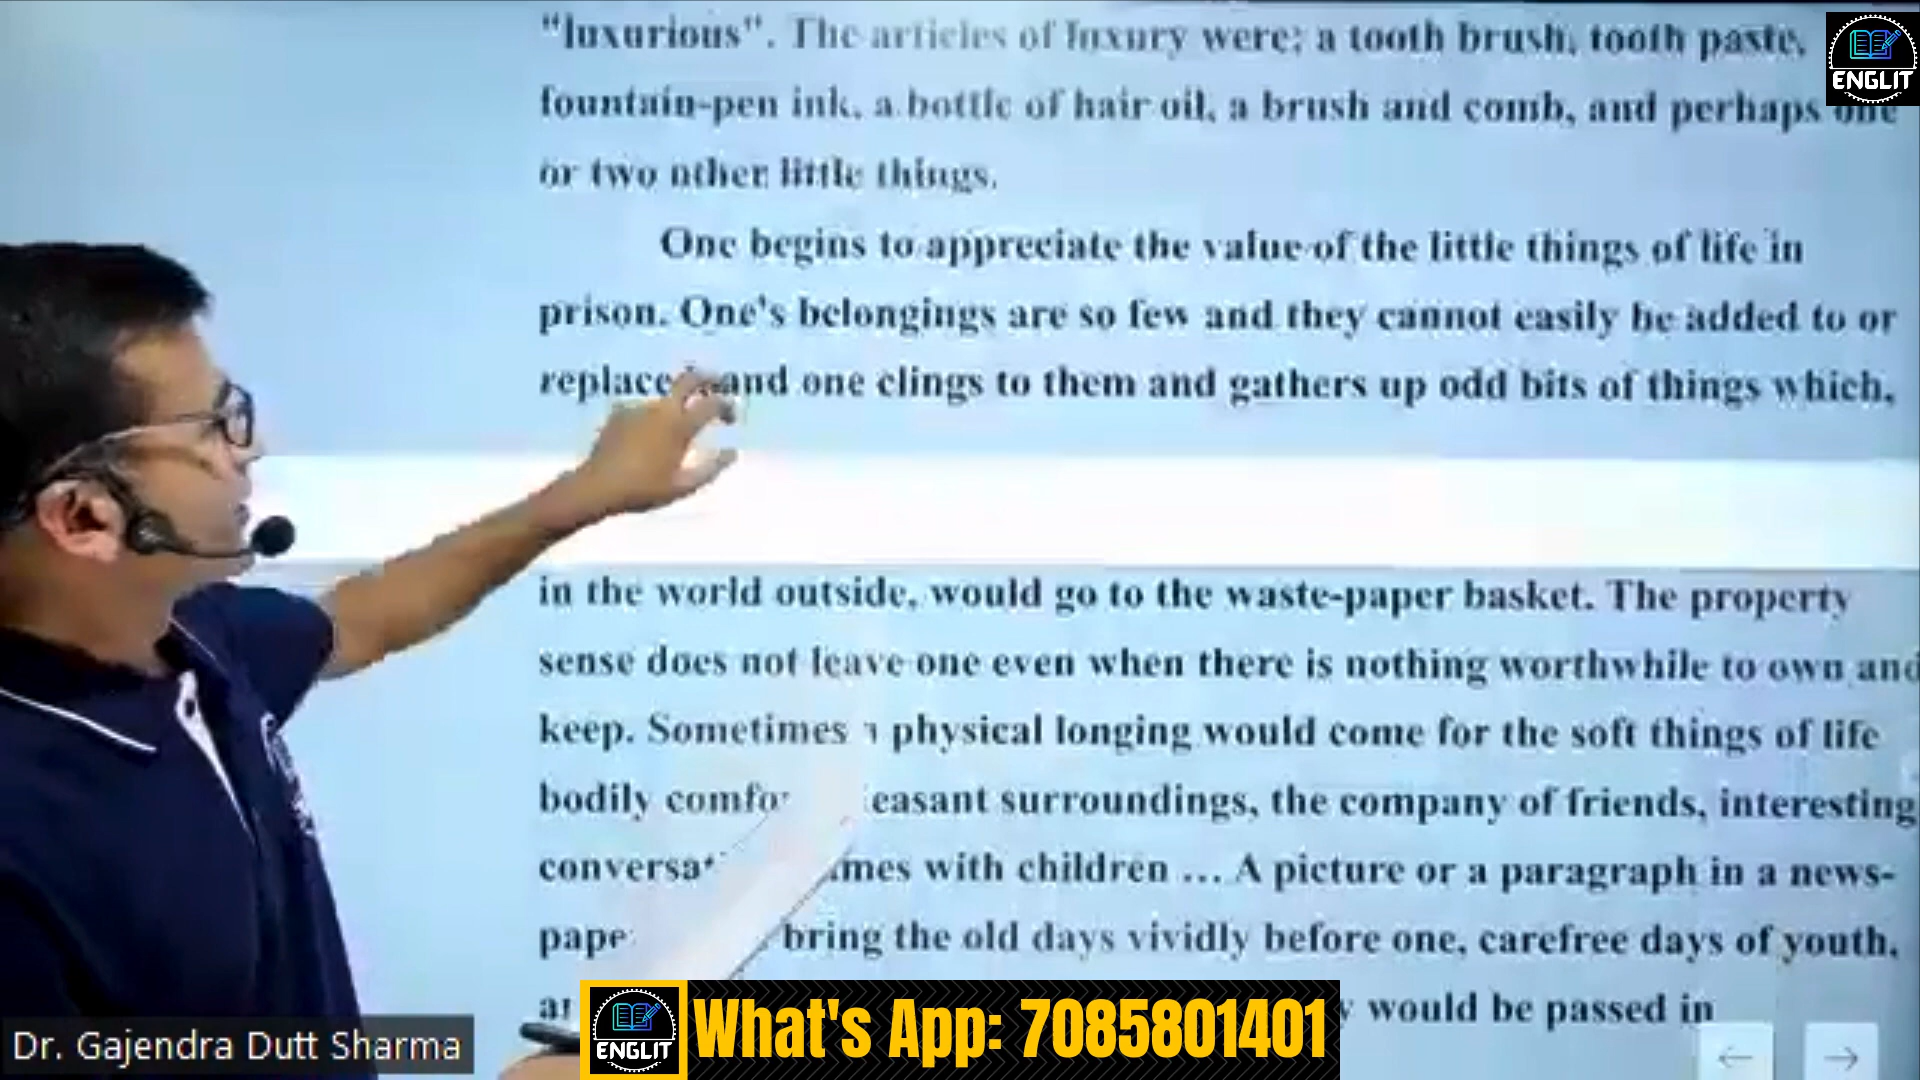 "luxurious". The articles of luxury were; a tooth brush, tooth paste,
fountain-pen ink, a bottle of hair oil, a brush and comb, and perhaps one
or two other little things.
One begins to appreciate the value of the little things of life in
prison. One's belongings are so few and they cannot easily be added to or
replace and one clings to them and gathers up odd bits of things which,
in the world outside, would go to the waste-paper basket. The property
sense does not leave one even when there is nothing worthwhile to own and
keep. Sometimes physical longing would come for the soft things of life
bodily surroundings, the company of friends, interesting
with children ... A picture or a paragraph in a news-
bring the old days vividly before one, carefree days of youth,
would be passed in
ENGLIT
ENGLIT
What's App: 7085801401
Dr. Gajendra Dutt Sharma